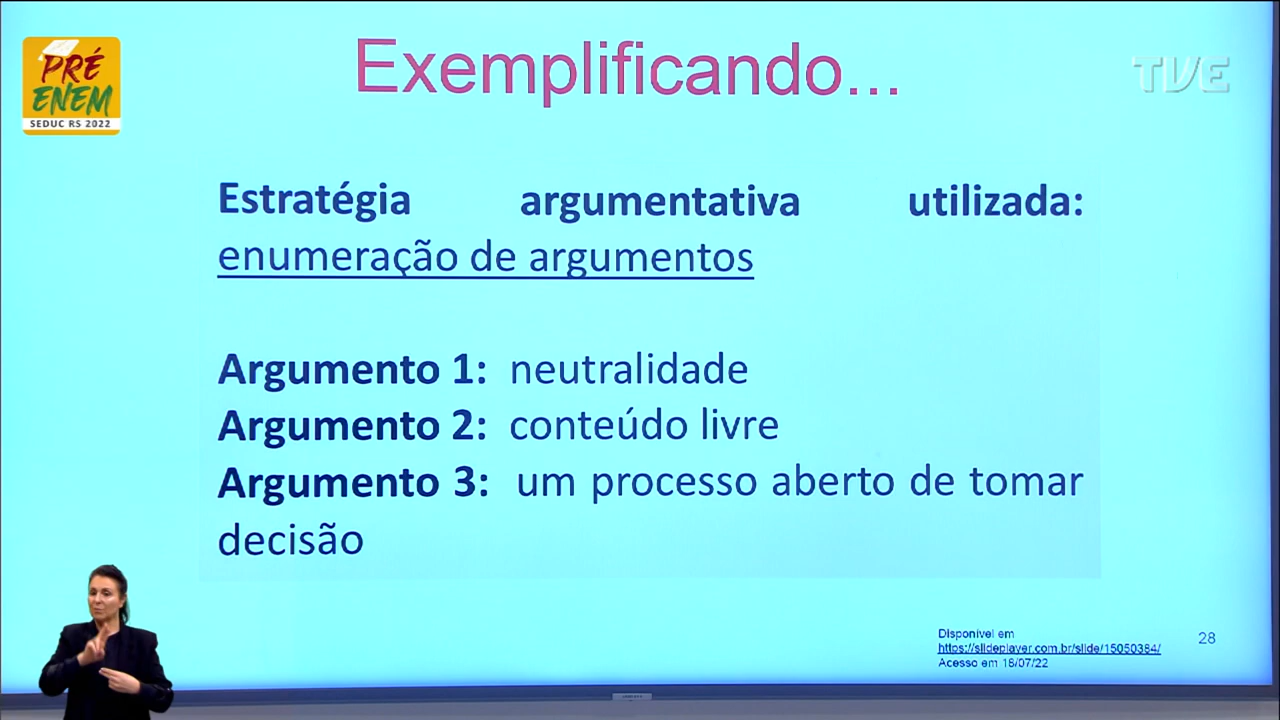 PRÉ
ENEM
SEDUC RS 2022
Exemplificando...
TVE
Estratégia argumentativa utilizada:
enumeração de argumentos
Argumento 1: neutralidade
Argumento 2: conteúdo livre
Argumento 3: um processo aberto de tomar
decisão
Disponível em
https://slideplayer.com.br/slide/15050384/
Acesso em 18/07/22
28